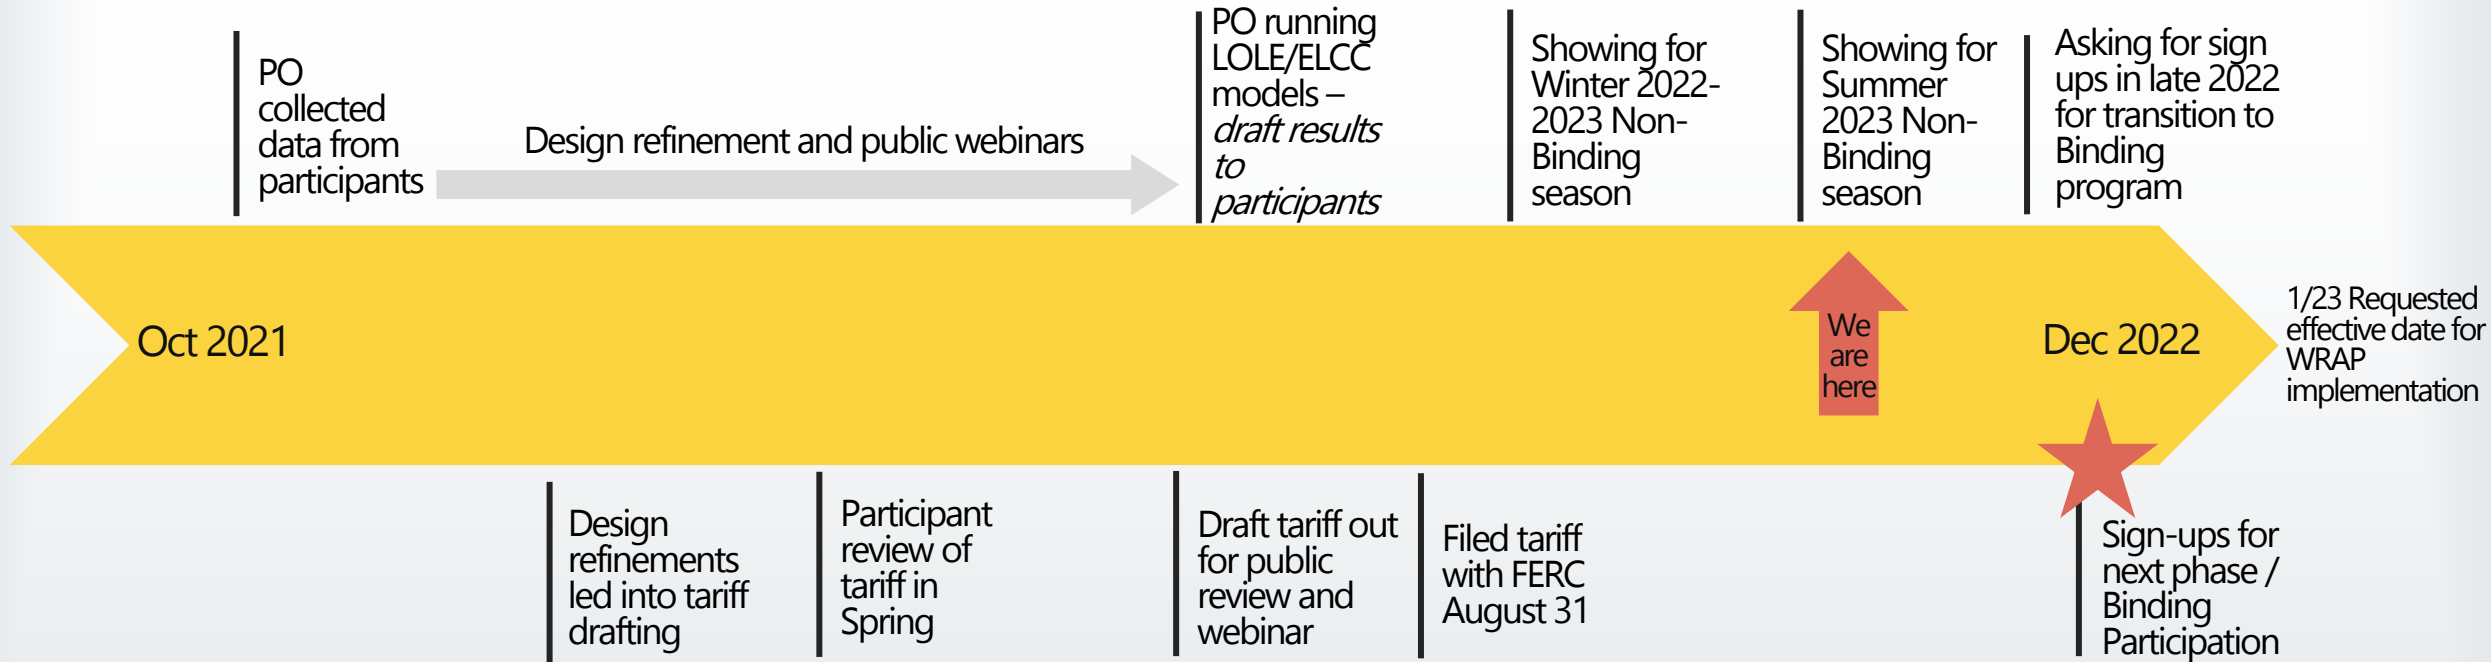 PO
collected
data from
participants
Design refinement and public webinars
PO running
LOLE/ELCC
models –
draft results
to
participants
Showing for
Winter 2022-
2023 Non-
Binding
season
Showing for
Summer
2023 Non-
Binding
season
Asking for sign
ups in late 2022
for transition to
Binding
program
Oct 2021
We
are
here
Dec 2022
1/23 Requested
effective date for
WRAP
implementation
Design
refinements
led into tariff
drafting
Participant
review of
tariff in
Spring
Draft tariff out
for public
review and
webinar
Filed tariff
with FERC
August 31
Sign-ups for
next phase /
Binding
Participation